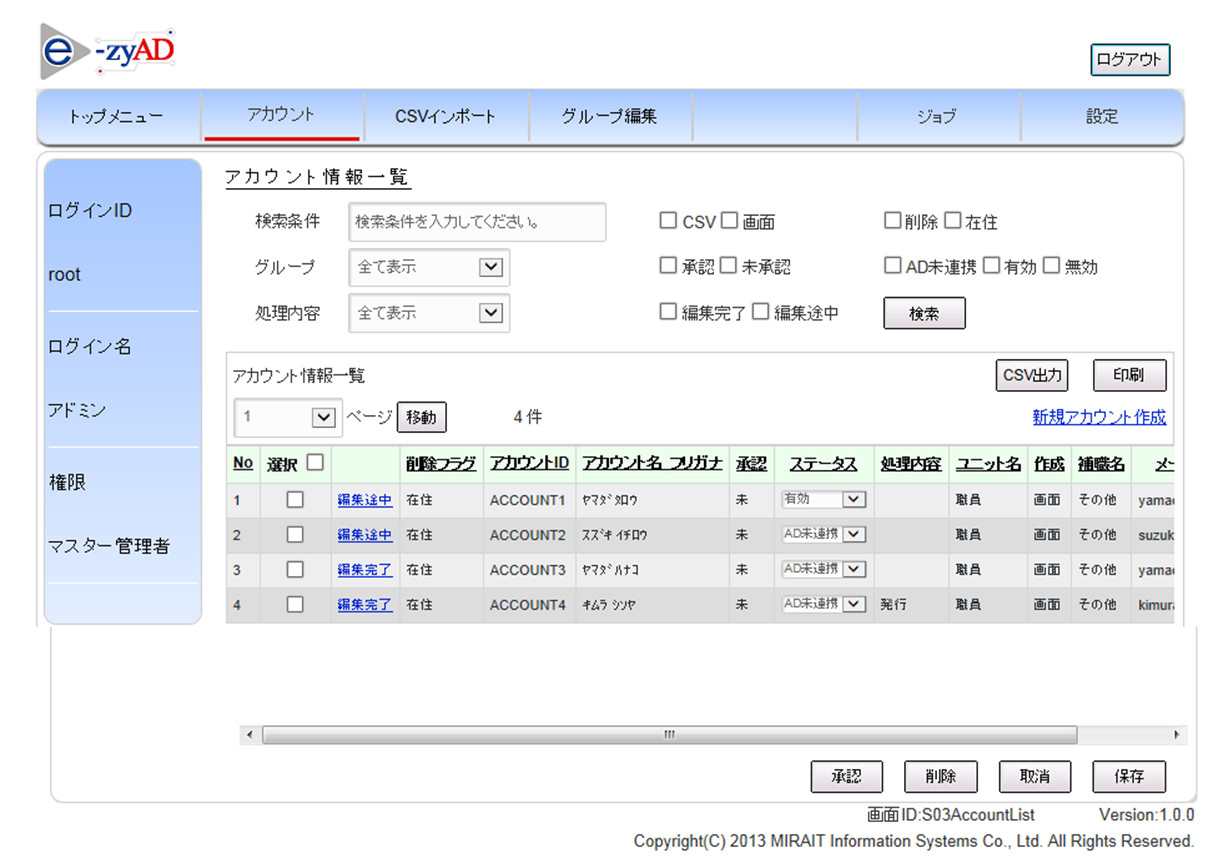 e-zyAD
ログアウト
トップメニュー アカウント CSVインポート グループ編集 ジョブ 設定
ログインID
root
ログイン名
アドミン
権限
マスター管理者
アカウント情報一覧
検索条件 検索条件を入力してください。 CSV 画面 削除 在住
グループ 全て表示 承認 未承認 AD未連携 有効 無効
処理内容 全て表示 編集完了 編集途中 検索
アカウント情報一覧 CSV出力 印刷
1 ページ 移動 4 件 新規アカウント作成
No 選択 削除フラグ アカウントID アカウント名_フリガナ 承認 ステータス 処理内容 ユニット名 作成 補職名 メー
1 編集途中 在住 ACCOUNT1 ヤマダ タロウ 未 有効 職員 画面 その他 yama
2 編集途中 在住 ACCOUNT2 スズキ イチロウ 未 AD未連携 職員 画面 その他 suzuk
3 編集完了 在住 ACCOUNT3 ヤマダ ハナコ 未 AD未連携 職員 画面 その他 yama
4 編集完了 在住 ACCOUNT4 キムラ シンヤ 未 AD未連携 発行 職員 画面 その他 kimur
承認 削除 取消 保存
画面ID:S03AccountList Version:1.0.0
Copyright(C) 2013 MIRAIT Information Systems Co., Ltd. All Rights Reserved.